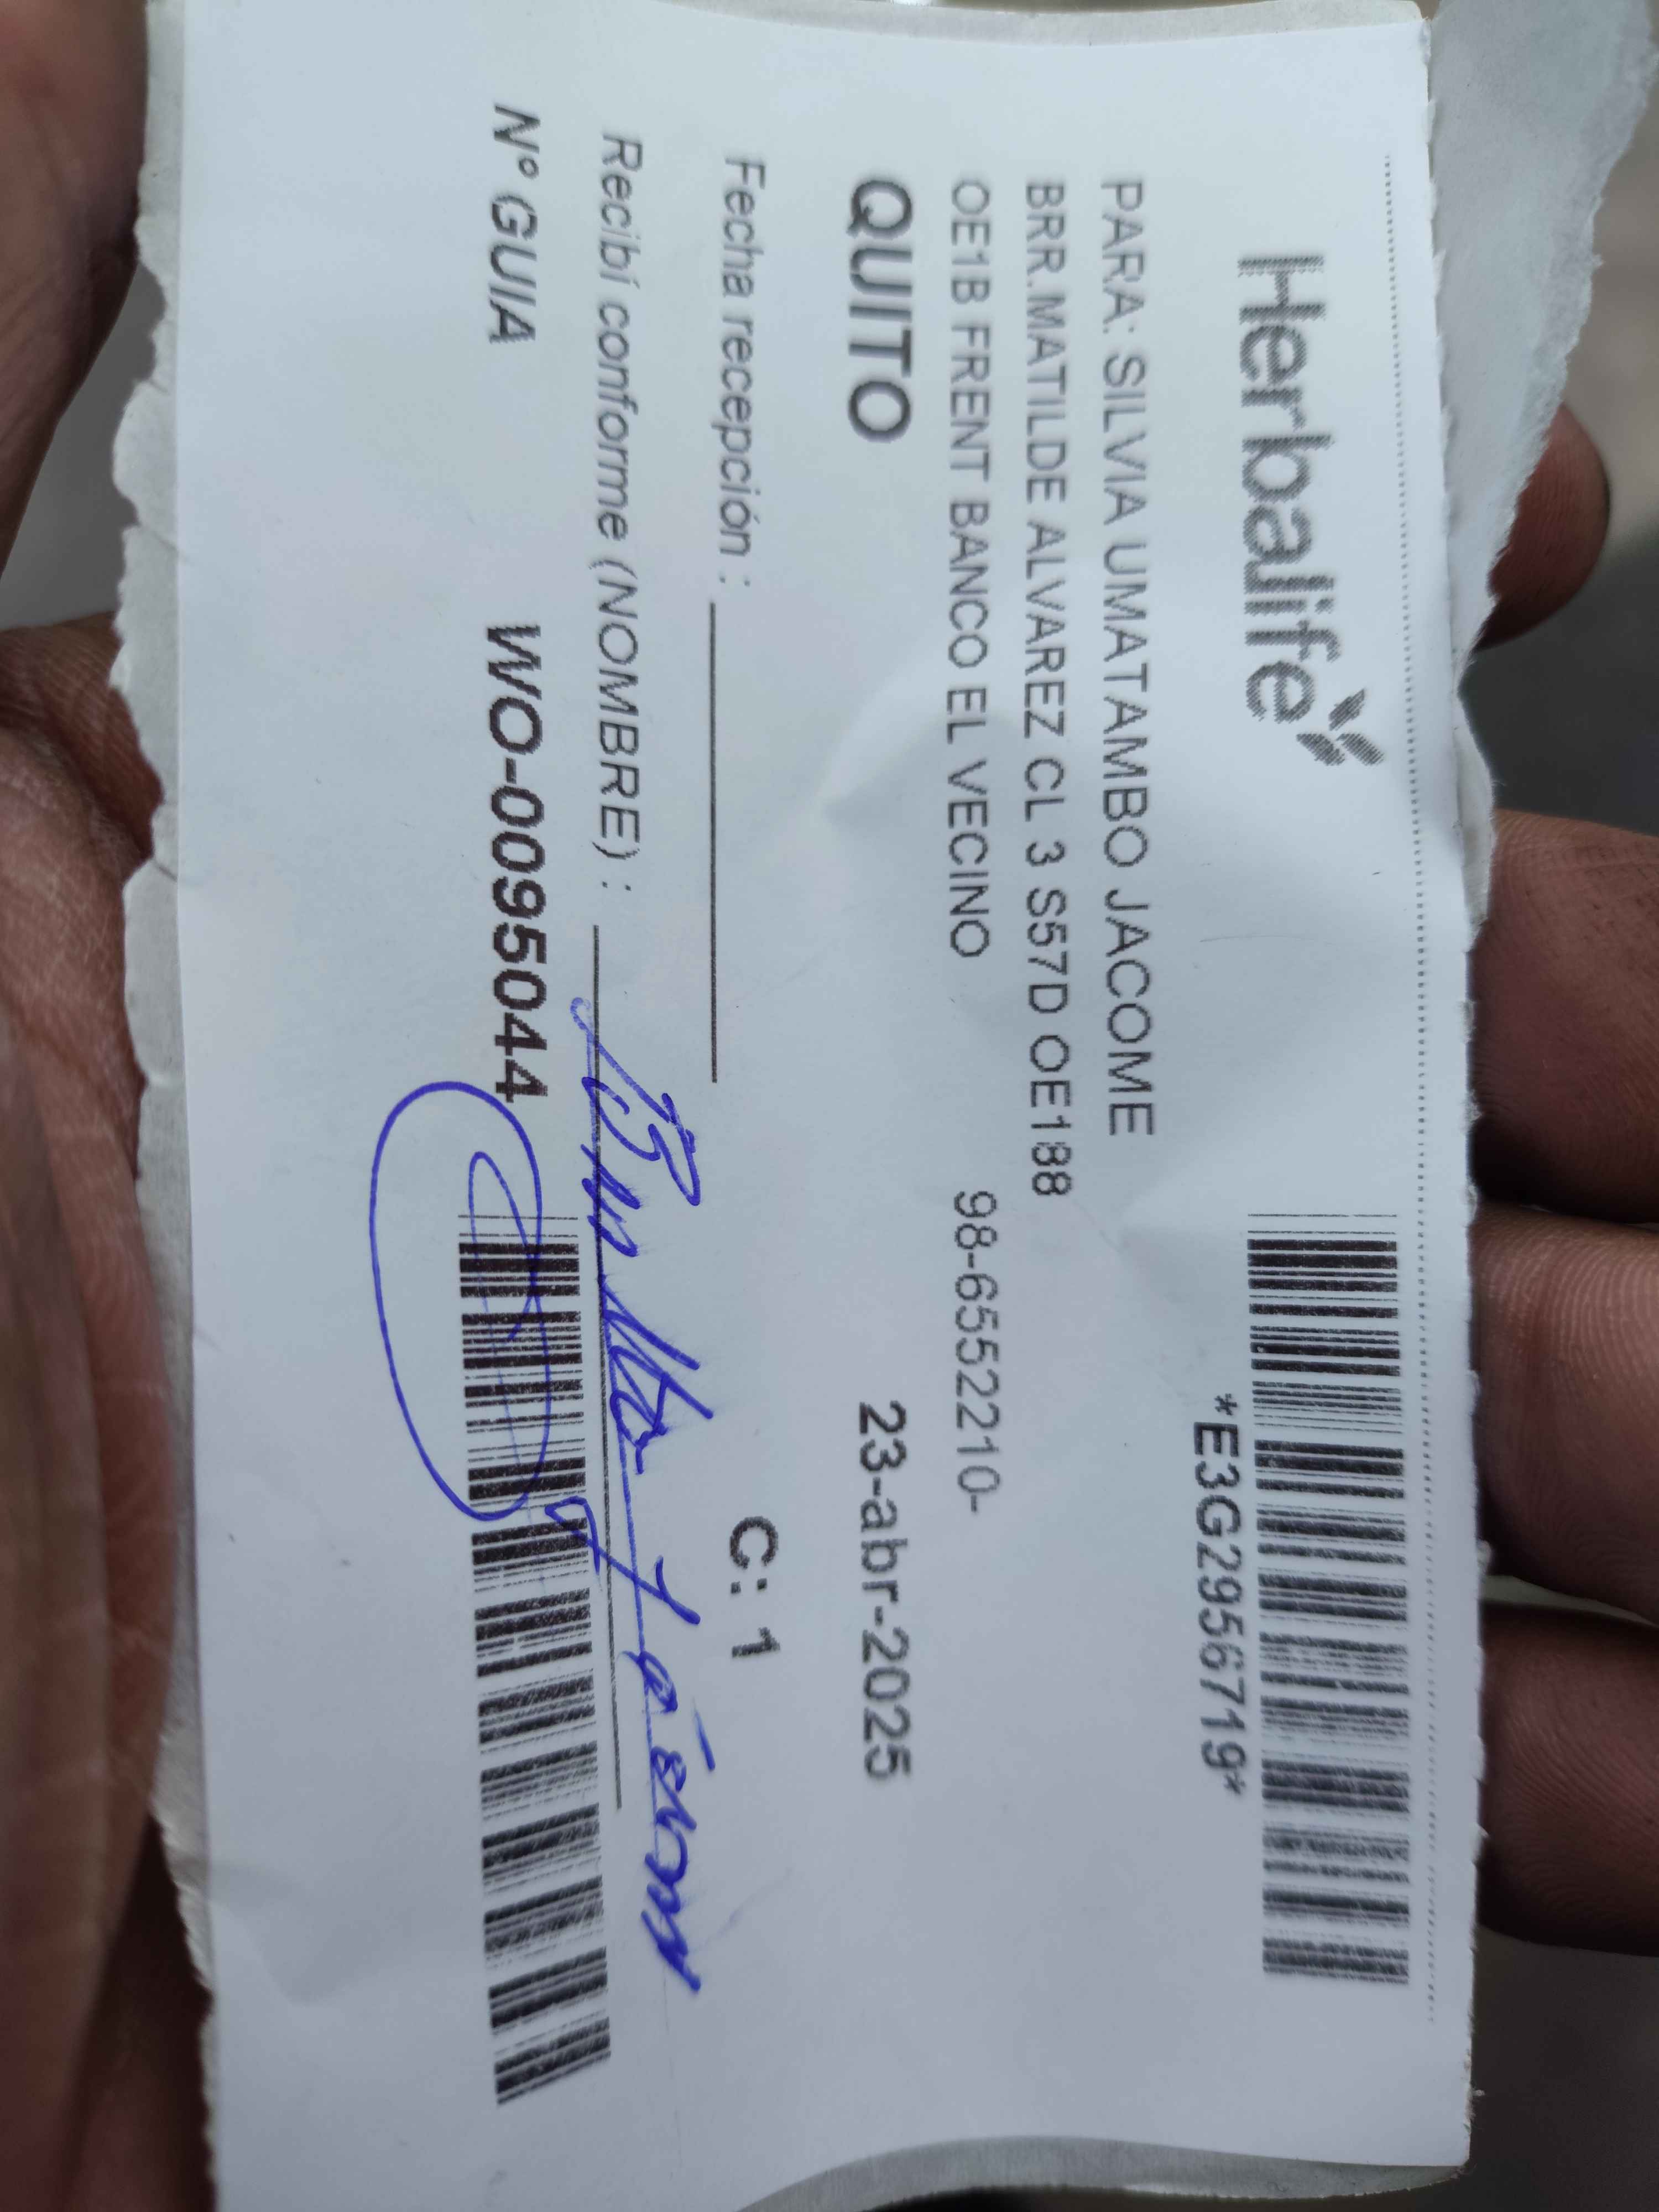 Herbalife
*E3G2956719*
PARA: SILVIA UMATAMBO JACOME
BRR.MATILDE ALVAREZ CL 3 S57D OE188
OE1B FRENT BANCO EL VECINO 98-6552210-
QUITO 23-abr-2025
Fecha recepción : C: 1
Recibí conforme (NOMBRE) :
N° GUIA WO-0095044